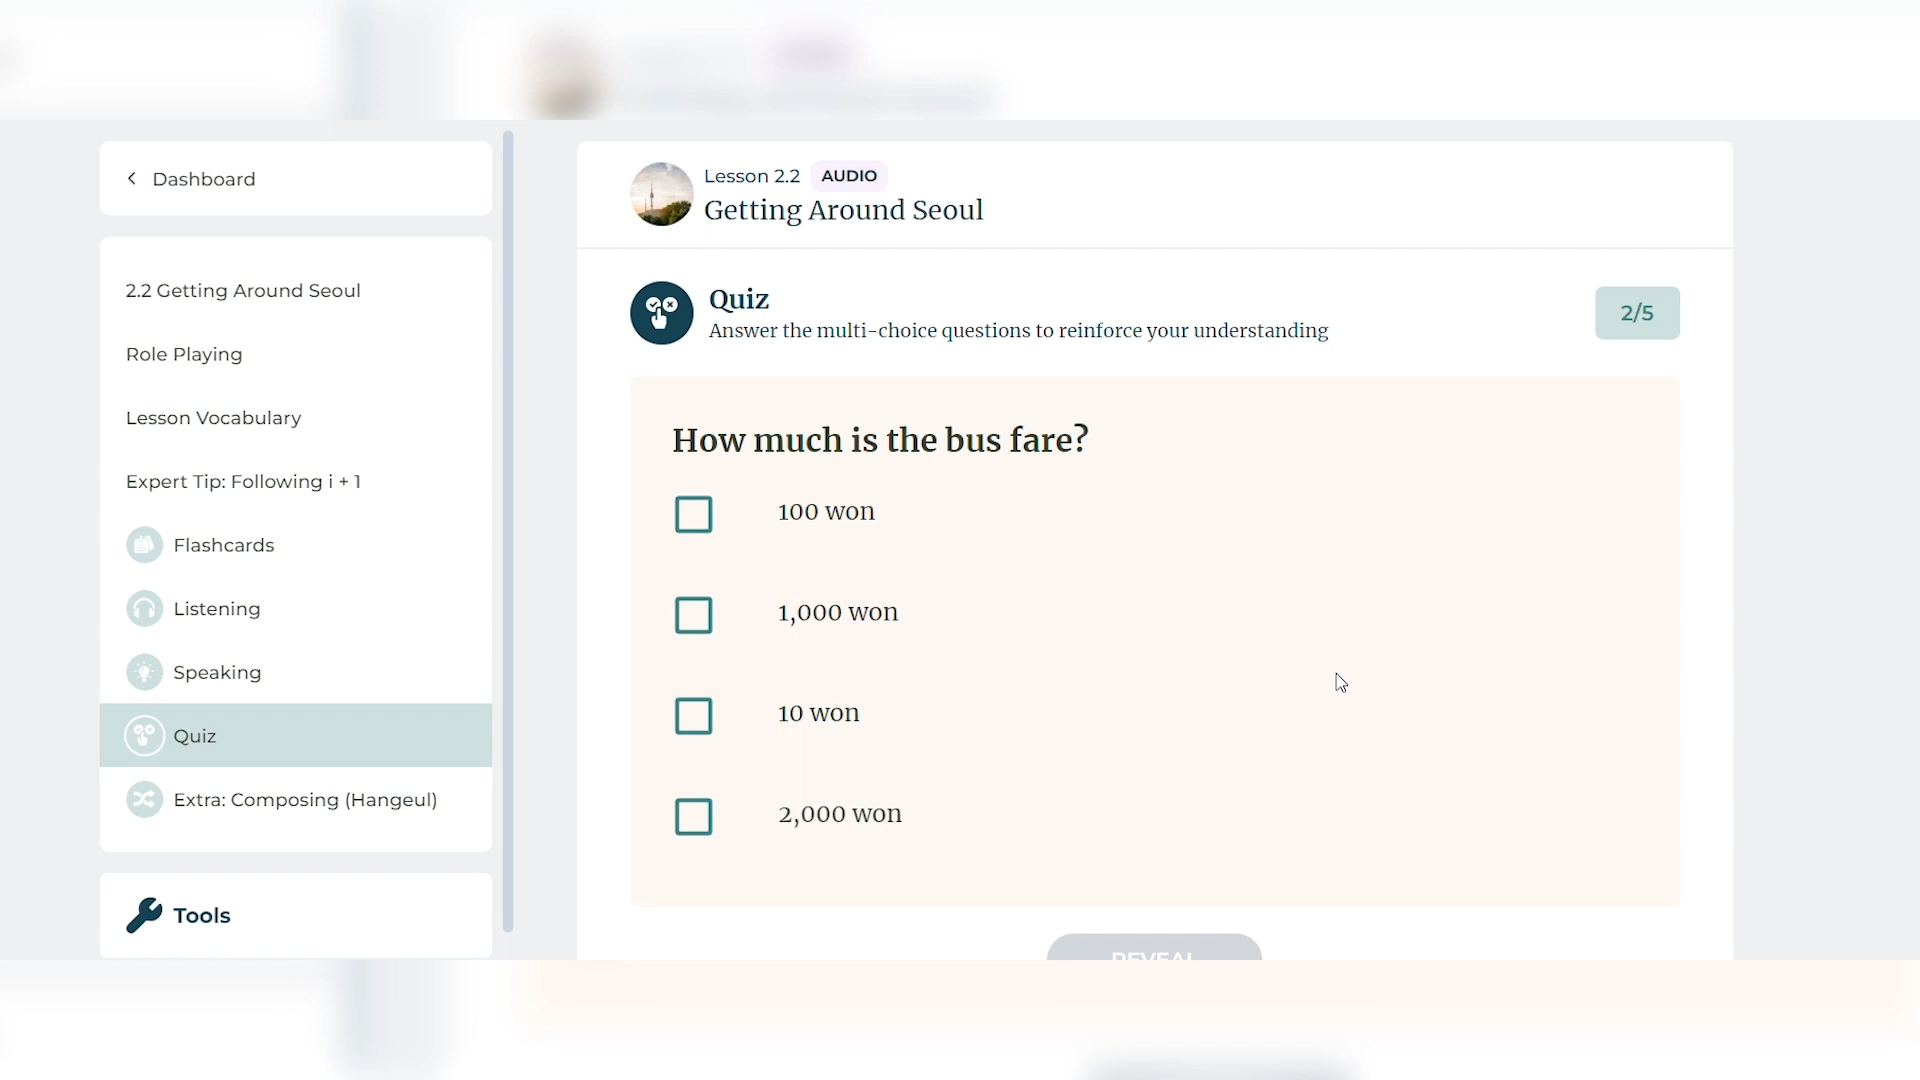 Dashboard
2.2 Getting Around Seoul
Role Playing
Lesson Vocabulary
Expert Tip: Following i + 1
Flashcards
Listening
Speaking
Quiz
Extra: Composing (Hangeul)
Tools
Lesson 2.2 AUDIO
Getting Around Seoul
Quiz
Answer the multi-choice questions to reinforce your understanding
2/5
How much is the bus fare?
100 won
1,000 won
10 won
2,000 won
REVEAL